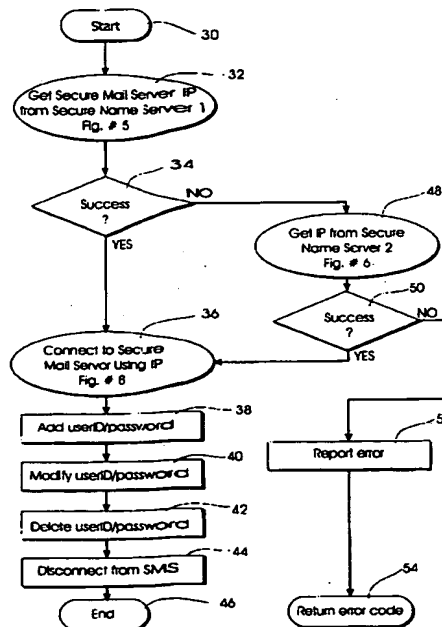 Start
30
32
Get Secure Mail Server IP
from Secure Name Server 1
Fig. # 5
34
Success
?
NO
YES
48
Get IP from Secure
Name Server 2
Fig. # 6
50
Success
?
NO
YES
36
Connect to Secure
Mail Server Using IP
Fig. # 8
38
Add userID/password
40
Modify userID/password
42
Delete userID/password
44
Disconnect from SMS
46
End
5
Report error
54
Return error code